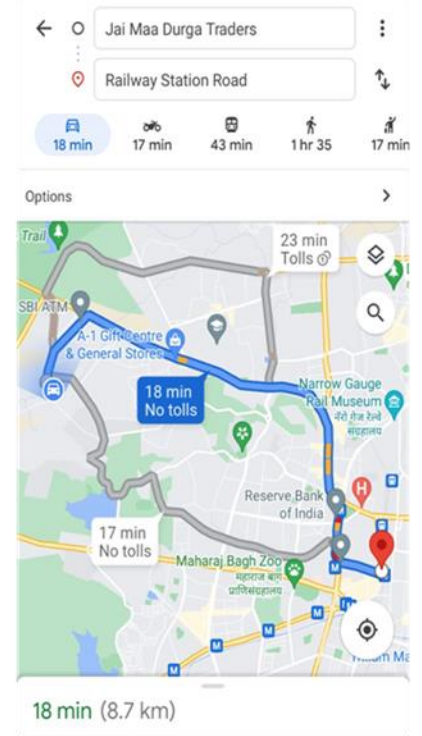 Jai Maa Durga Traders
Railway Station Road
18 min
17 min
43 min
1 hr 35
17 min
Options
Trail
23 min
Tolls
SBI ATM
A-1 Gift Centre
& General Stores
18 min
No tolls
Narrow Gauge
Rail Museum
नॅरो गेज रेल्वे
संग्रहालय
H
Reserve Bank
of India
17 min
No tolls
Maharaj Bagh Zoo
महाराज बाग
प्राणिसंग्रहालय
M
M
M
M
M
M
18 min (8.7 km)